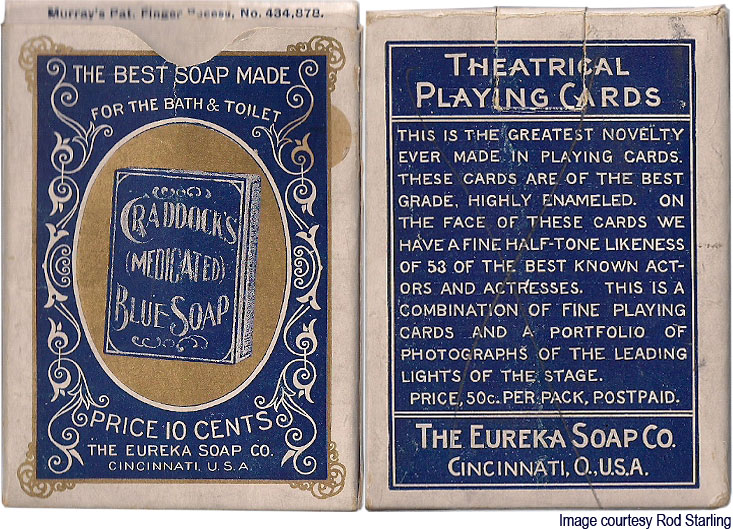 Murray's Pat. Finger Recess, No. 434,878.
THE BEST SOAP MADE
FOR THE BATH & TOILET
CRADDOCK'S
(MEDICATED)
BLUE SOAP
PRICE 10 CENTS
THE EUREKA SOAP CO.
CINCINNATI, U.S.A.
THEATRICAL
PLAYING CARDS
THIS IS THE GREATEST NOVELTY
EVER MADE IN PLAYING CARDS.
THESE CARDS ARE OF THE BEST
GRADE, HIGHLY ENAMELED. ON
THE FACE OF THESE CARDS WE
HAVE A FINE HALF-TONE LIKENESS
OF 53 OF THE BEST KNOWN ACT-
ORS AND ACTRESSES. THIS IS A
COMBINATION OF FINE PLAYING
CARDS AND A PORTFOLIO OF
PHOTOGRAPHS OF THE LEADING
LIGHTS OF THE STAGE.
PRICE, 50c. PER PACK, POSTPAID.
THE EUREKA SOAP CO.
CINCINNATI, O., U.S.A.
Image courtesy Rod Starling